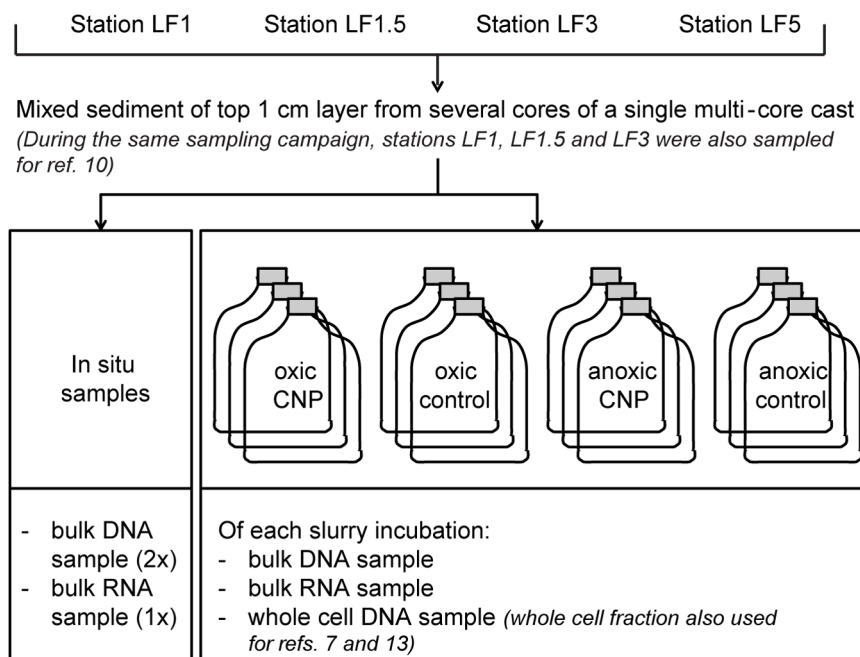 Station LF1 Station LF1.5 Station LF3 Station LF5
Mixed sediment of top 1 cm layer from several cores of a single multi-core cast
(During the same sampling campaign, stations LF1, LF1.5 and LF3 were also sampled
for ref. 10)
In situ
samples
oxic
CNP
oxic
control
anoxic
CNP
anoxic
control
- bulk DNA
sample (2x)
- bulk RNA
sample (1x)
Of each slurry incubation:
- bulk DNA sample
- bulk RNA sample
- whole cell DNA sample (whole cell fraction also used
for refs. 7 and 13)